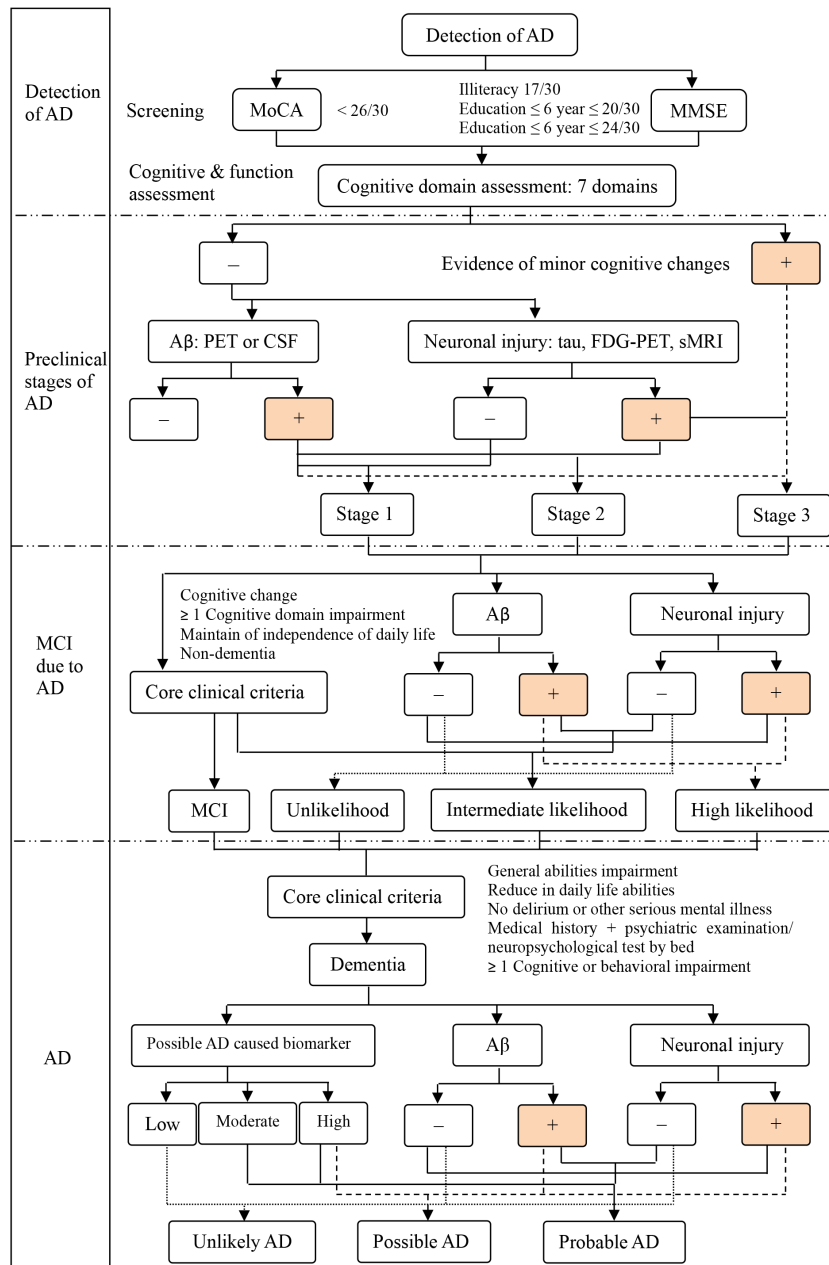 Detection of AD
Detection
of AD
Screening
MoCA
< 26/30
Illiteracy 17/30
Education ≤ 6 year ≤ 20/30
Education ≤ 6 year ≤ 24/30
MMSE
Cognitive & function
assessment
Cognitive domain assessment: 7 domains
Preclinical
stages of
AD
–
Evidence of minor cognitive changes
+
Aβ: PET or CSF
Neuronal injury: tau, FDG-PET, sMRI
–
+
–
+
Stage 1
Stage 2
Stage 3
MCI
due to
AD
Cognitive change
≥ 1 Cognitive domain impairment
Maintain of independence of daily life
Non-dementia
Aβ
Neuronal injury
Core clinical criteria
–
+
–
+
MCI
Unlikelihood
Intermediate likelihood
High likelihood
AD
Core clinical criteria
General abilities impairment
Reduce in daily life abilities
No delirium or other serious mental illness
Medical history + psychiatric examination/
neuropsychological test by bed
≥ 1 Cognitive or behavioral impairment
Dementia
Possible AD caused biomarker
Aβ
Neuronal injury
Low
Moderate
High
–
+
–
+
Unlikely AD
Possible AD
Probable AD